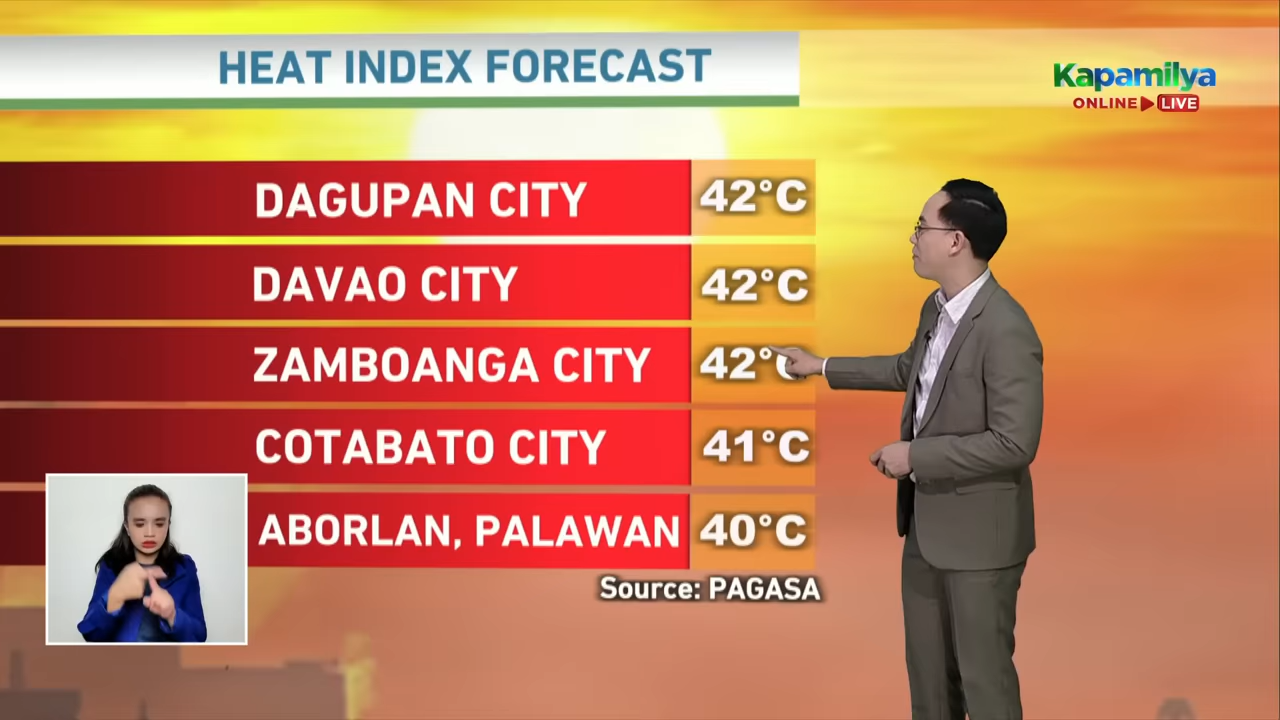 HEAT INDEX FORECAST
Kapamilya
ONLINE LIVE
DAGUPAN CITY 42°C
DAVAO CITY 42°C
ZAMBOANGA CITY 42°C
COTABATO CITY 41°C
ABORLAN, PALAWAN 40°C
Source: PAGASA